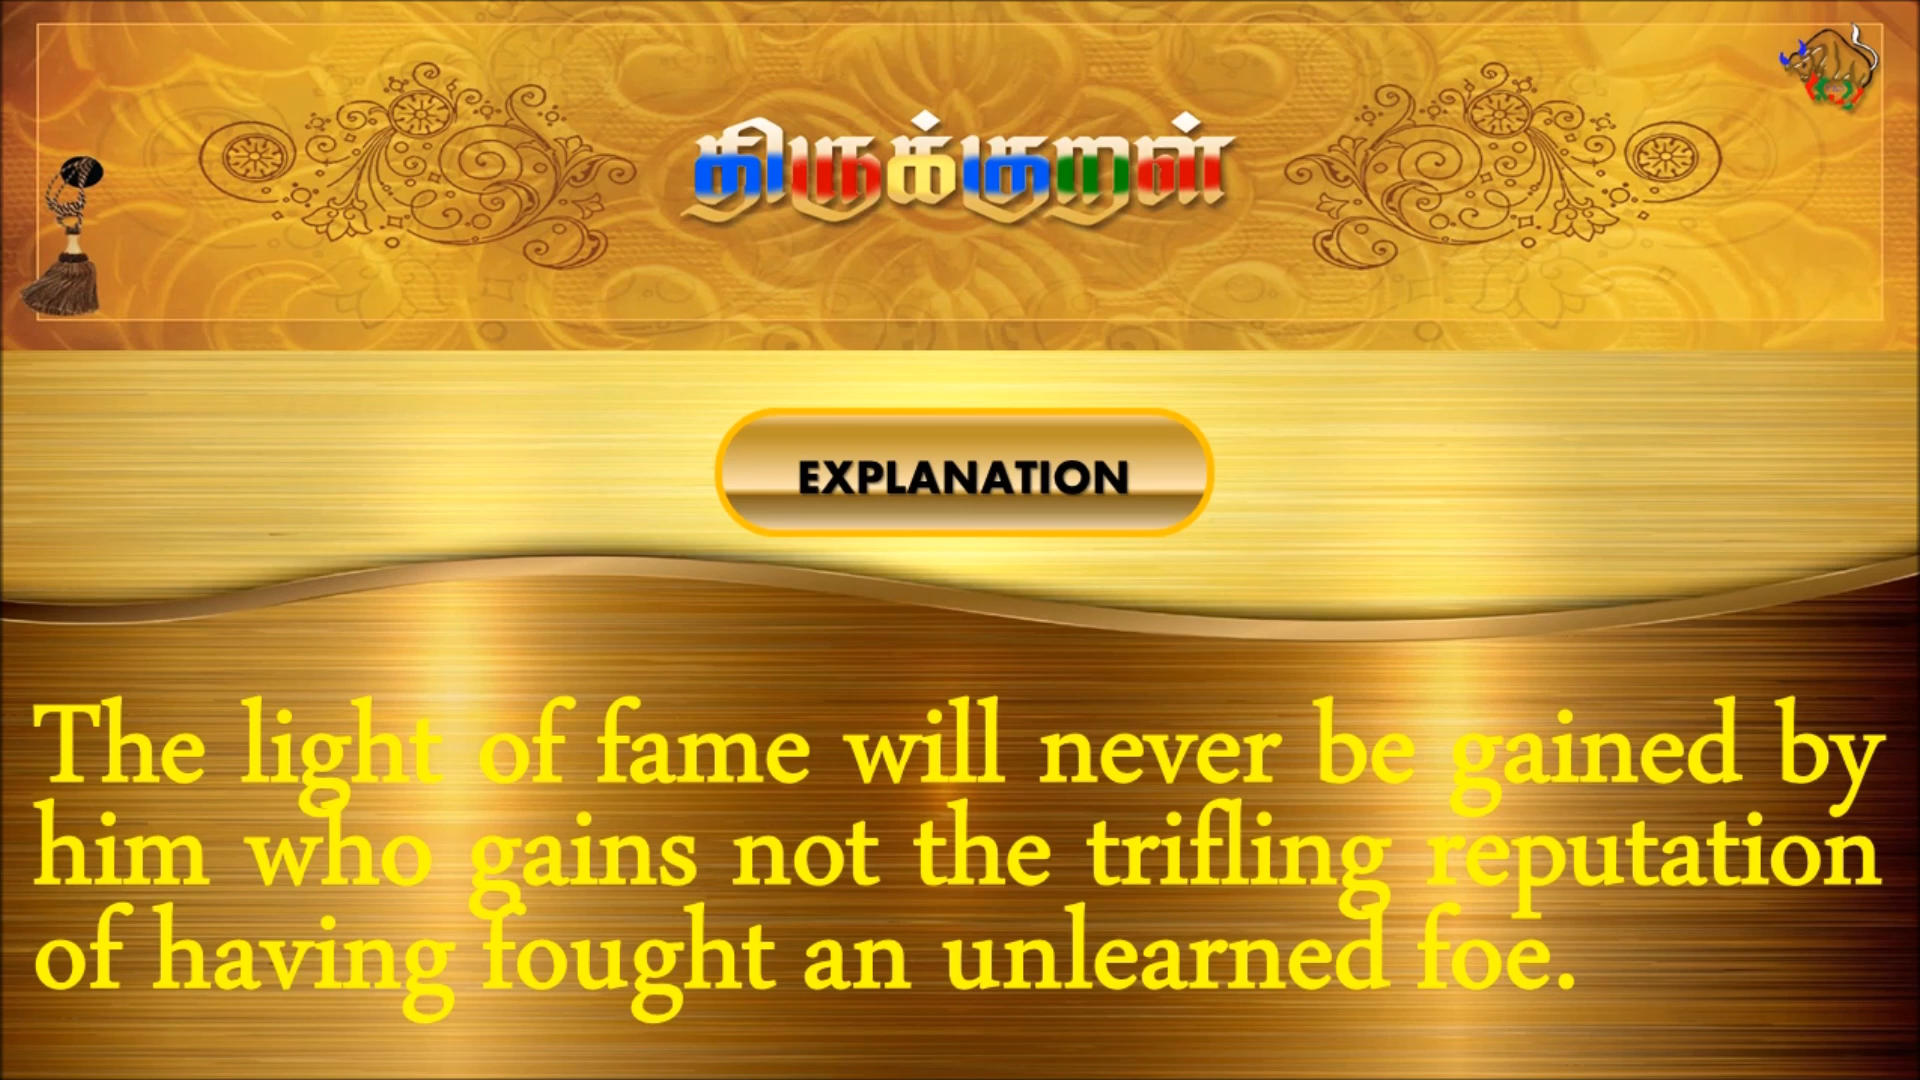 திருக்குறள்
EXPLANATION
The light of fame will never be gained by
him who gains not the trifling reputation
of having fought an unlearned foe.